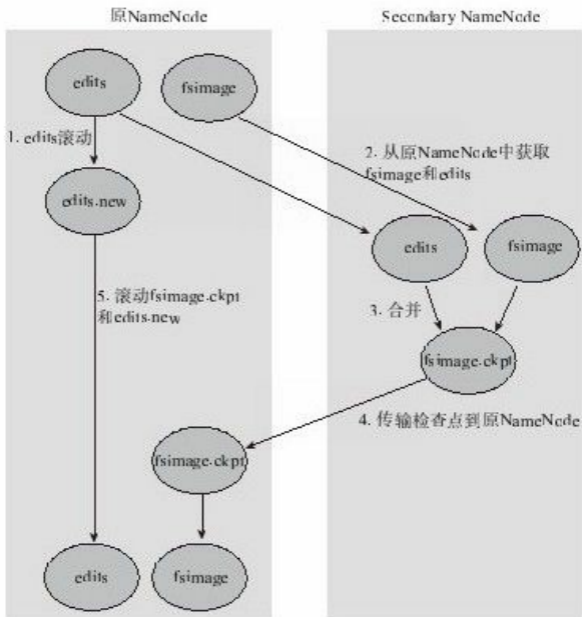 原NameNode
Secondary NameNode
edits
fsimage
1. edits滚动
2. 从原NameNode中获取
fsimage和edits
edits.new
edits
fsimage
5. 滚动fsimage.ckpt
和edits.new
3. 合并
fsimage.ckpt
4. 传输检查点到原NameNode
fsimage.ckpt
edits
fsimage